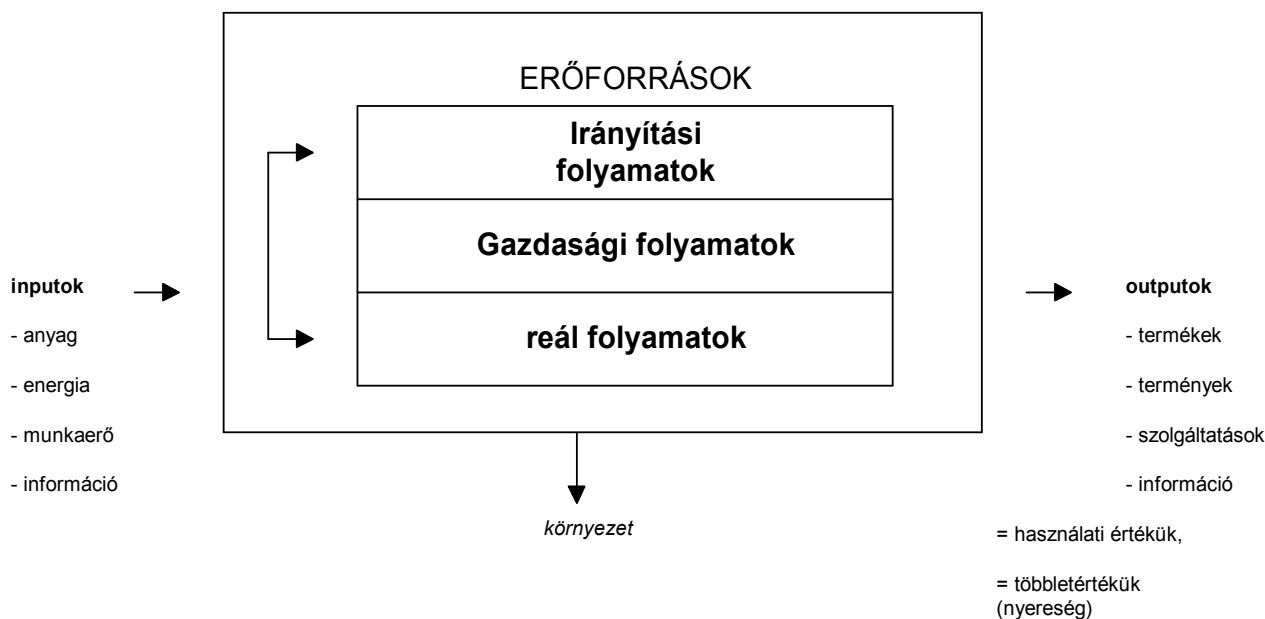 ERŐFORRÁSOK
Irányítási
folyamatok
Gazdasági folyamatok
reál folyamatok
inputok
- anyag
- energia
- munkaerő
- információ
környezet
outputok
- termékek
- termények
- szolgáltatások
- információ
= használati értékük,
= többletértékük
(nyereség)